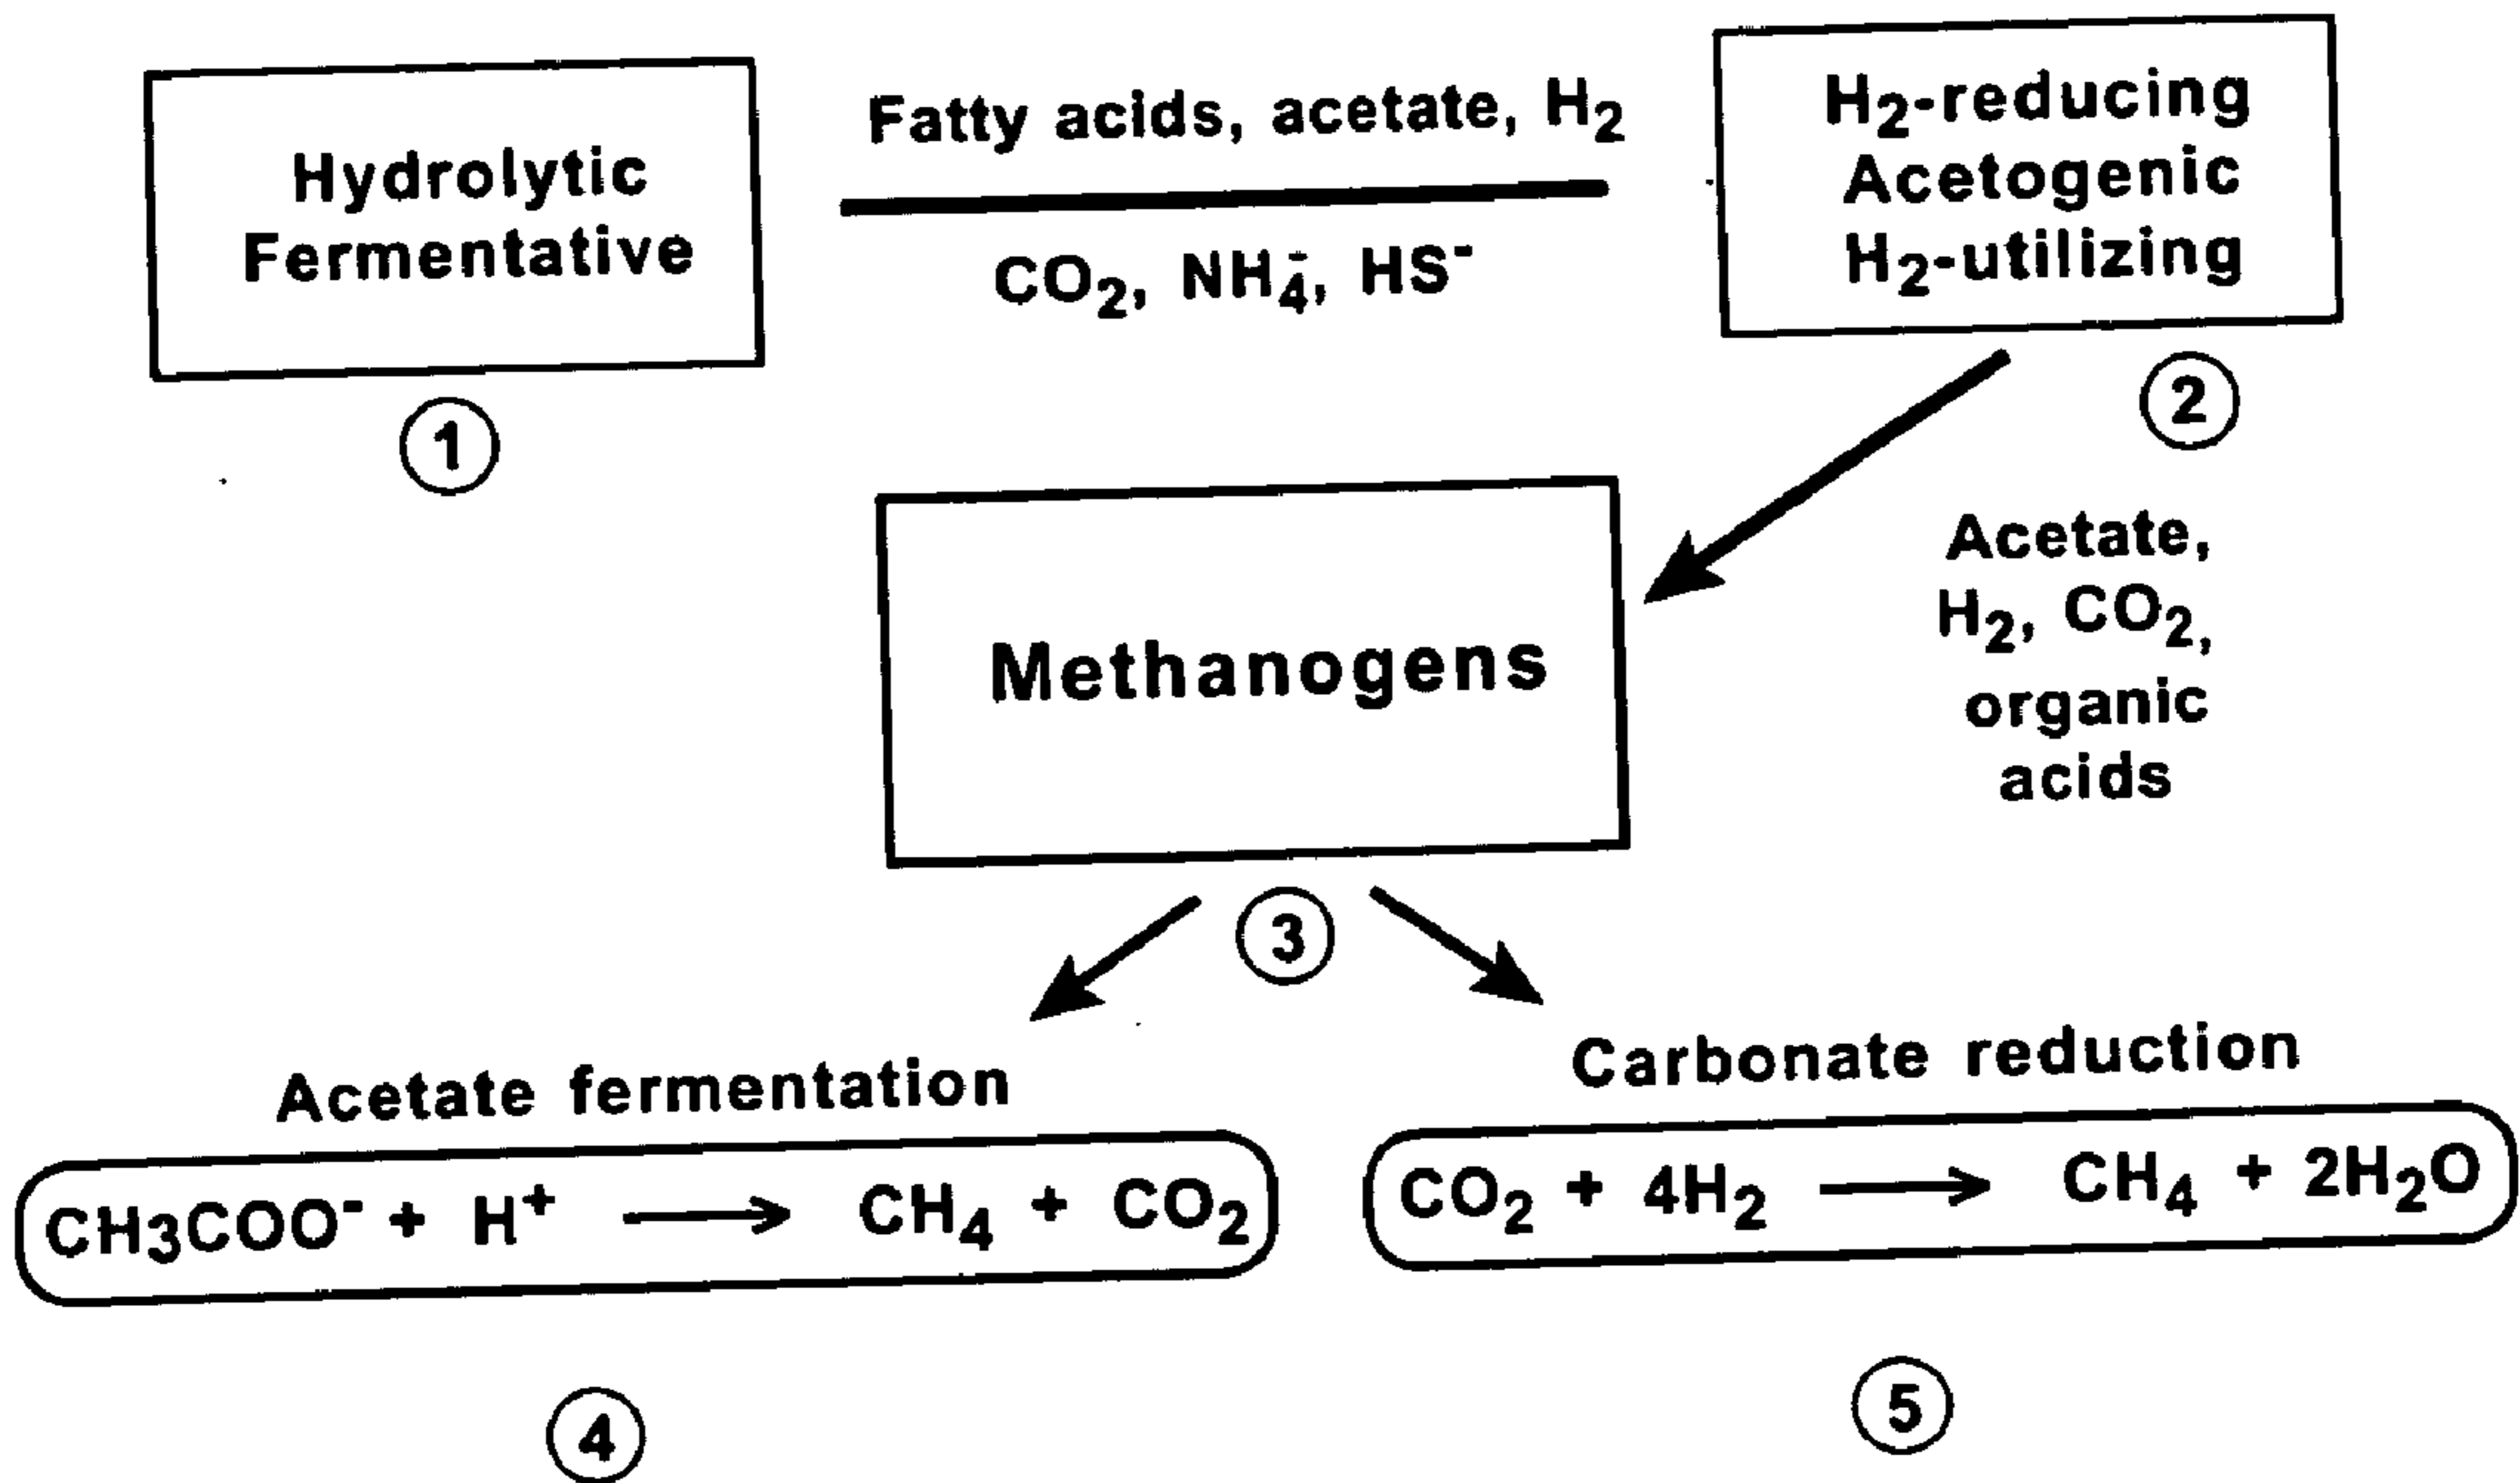 Hydrolytic
Fermentative
1
Fatty acids, acetate, H₂
CO₂, NH₄⁻, HS⁻
H₂-reducing
Acetogenic
H₂-utilizing
2
Acetate,
H₂, CO₂,
organic
acids
Methanogens
3
Acetate fermentation
CH₃COO⁻ + H⁺ → CH₄ + CO₂
4
Carbonate reduction
CO₂ + 4H₂ → CH₄ + 2H₂O
5